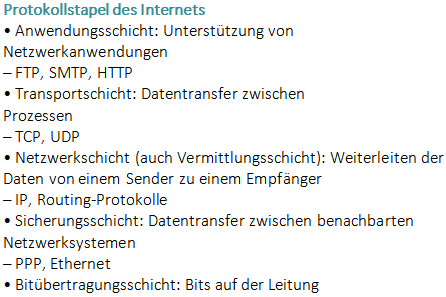 Protokollstapel des Internets
• Anwendungsschicht: Unterstützung von
Netzwerkanwendungen
– FTP, SMTP, HTTP
• Transportschicht: Datentransfer zwischen
Prozessen
– TCP, UDP
• Netzwerkschicht (auch Vermittlungsschicht): Weiterleiten der
Daten von einem Sender zu einem Empfänger
– IP, Routing-Protokolle
• Sicherungsschicht: Datentransfer zwischen benachbarten
Netzwerksystemen
– PPP, Ethernet
• Bitübertragungsschicht: Bits auf der Leitung